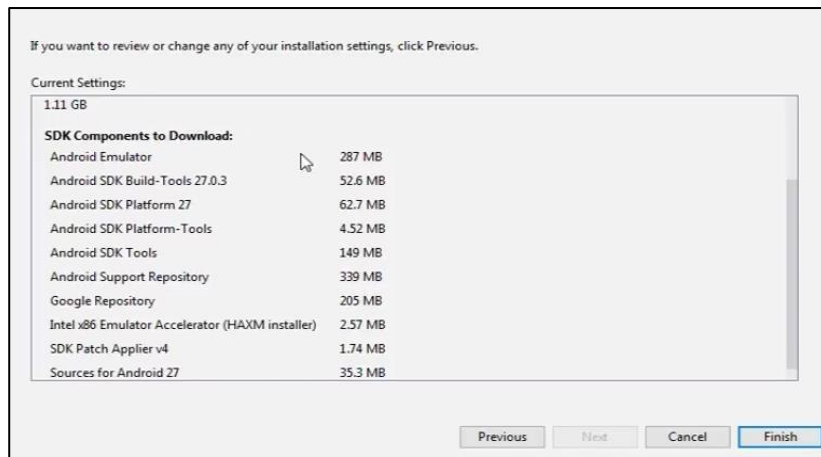 If you want to review or change any of your installation settings, click Previous.
Current Settings:
1.11 GB
SDK Components to Download:
Android Emulator 287 MB
Android SDK Build-Tools 27.0.3 52.6 MB
Android SDK Platform 27 62.7 MB
Android SDK Platform-Tools 4.52 MB
Android SDK Tools 149 MB
Android Support Repository 339 MB
Google Repository 205 MB
Intel x86 Emulator Accelerator (HAXM installer) 2.57 MB
SDK Patch Applier v4 1.74 MB
Sources for Android 27 35.3 MB
Previous Next Cancel Finish